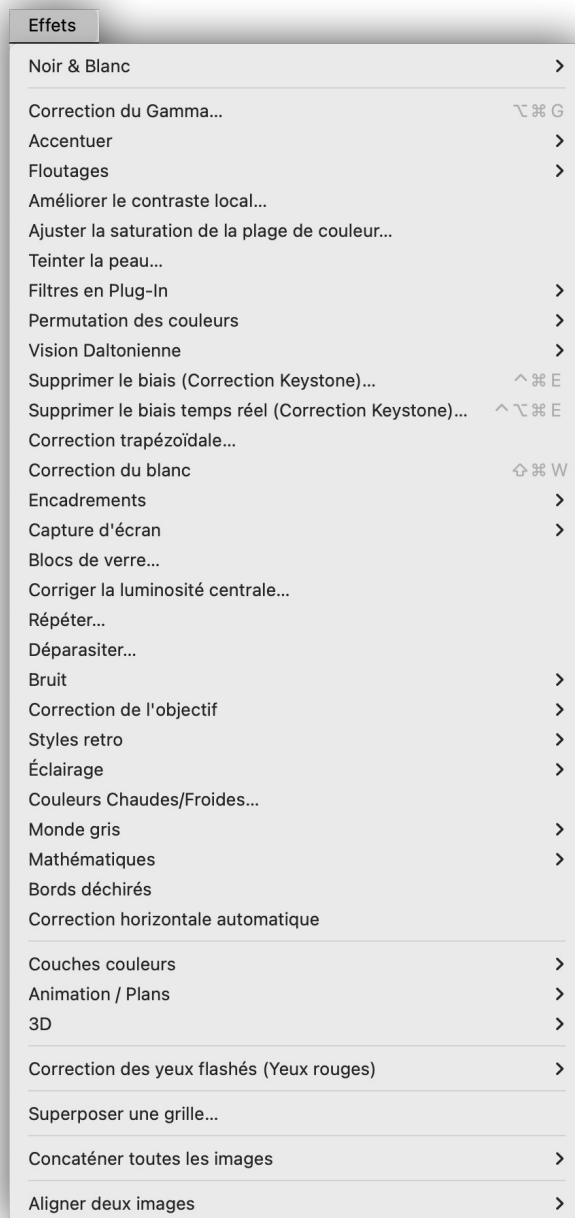 Effets
Noir & Blanc
Correction du Gamma... ⌥⌘G
Accentuer
Floutages
Améliorer le contraste local...
Ajuster la saturation de la plage de couleur...
Teinter la peau...
Filtres en Plug-In
Permutation des couleurs
Vision Daltonienne
Supprimer le biais (Correction Keystone)... ^⌘E
Supprimer le biais temps réel (Correction Keystone)... ^⌥⌘E
Correction trapézoïdale...
Correction du blanc ⇧⌘W
Encadrements
Capture d'écran
Blocs de verre...
Corriger la luminosité centrale...
Répéter...
Déparasiter...
Bruit
Correction de l'objectif
Styles retro
Éclairage
Couleurs Chaudes/Froides...
Monde gris
Mathématiques
Bords déchirés
Correction horizontale automatique
Couches couleurs
Animation / Plans
3D
Correction des yeux flashés (Yeux rouges)
Superposer une grille...
Concaténer toutes les images
Aligner deux images